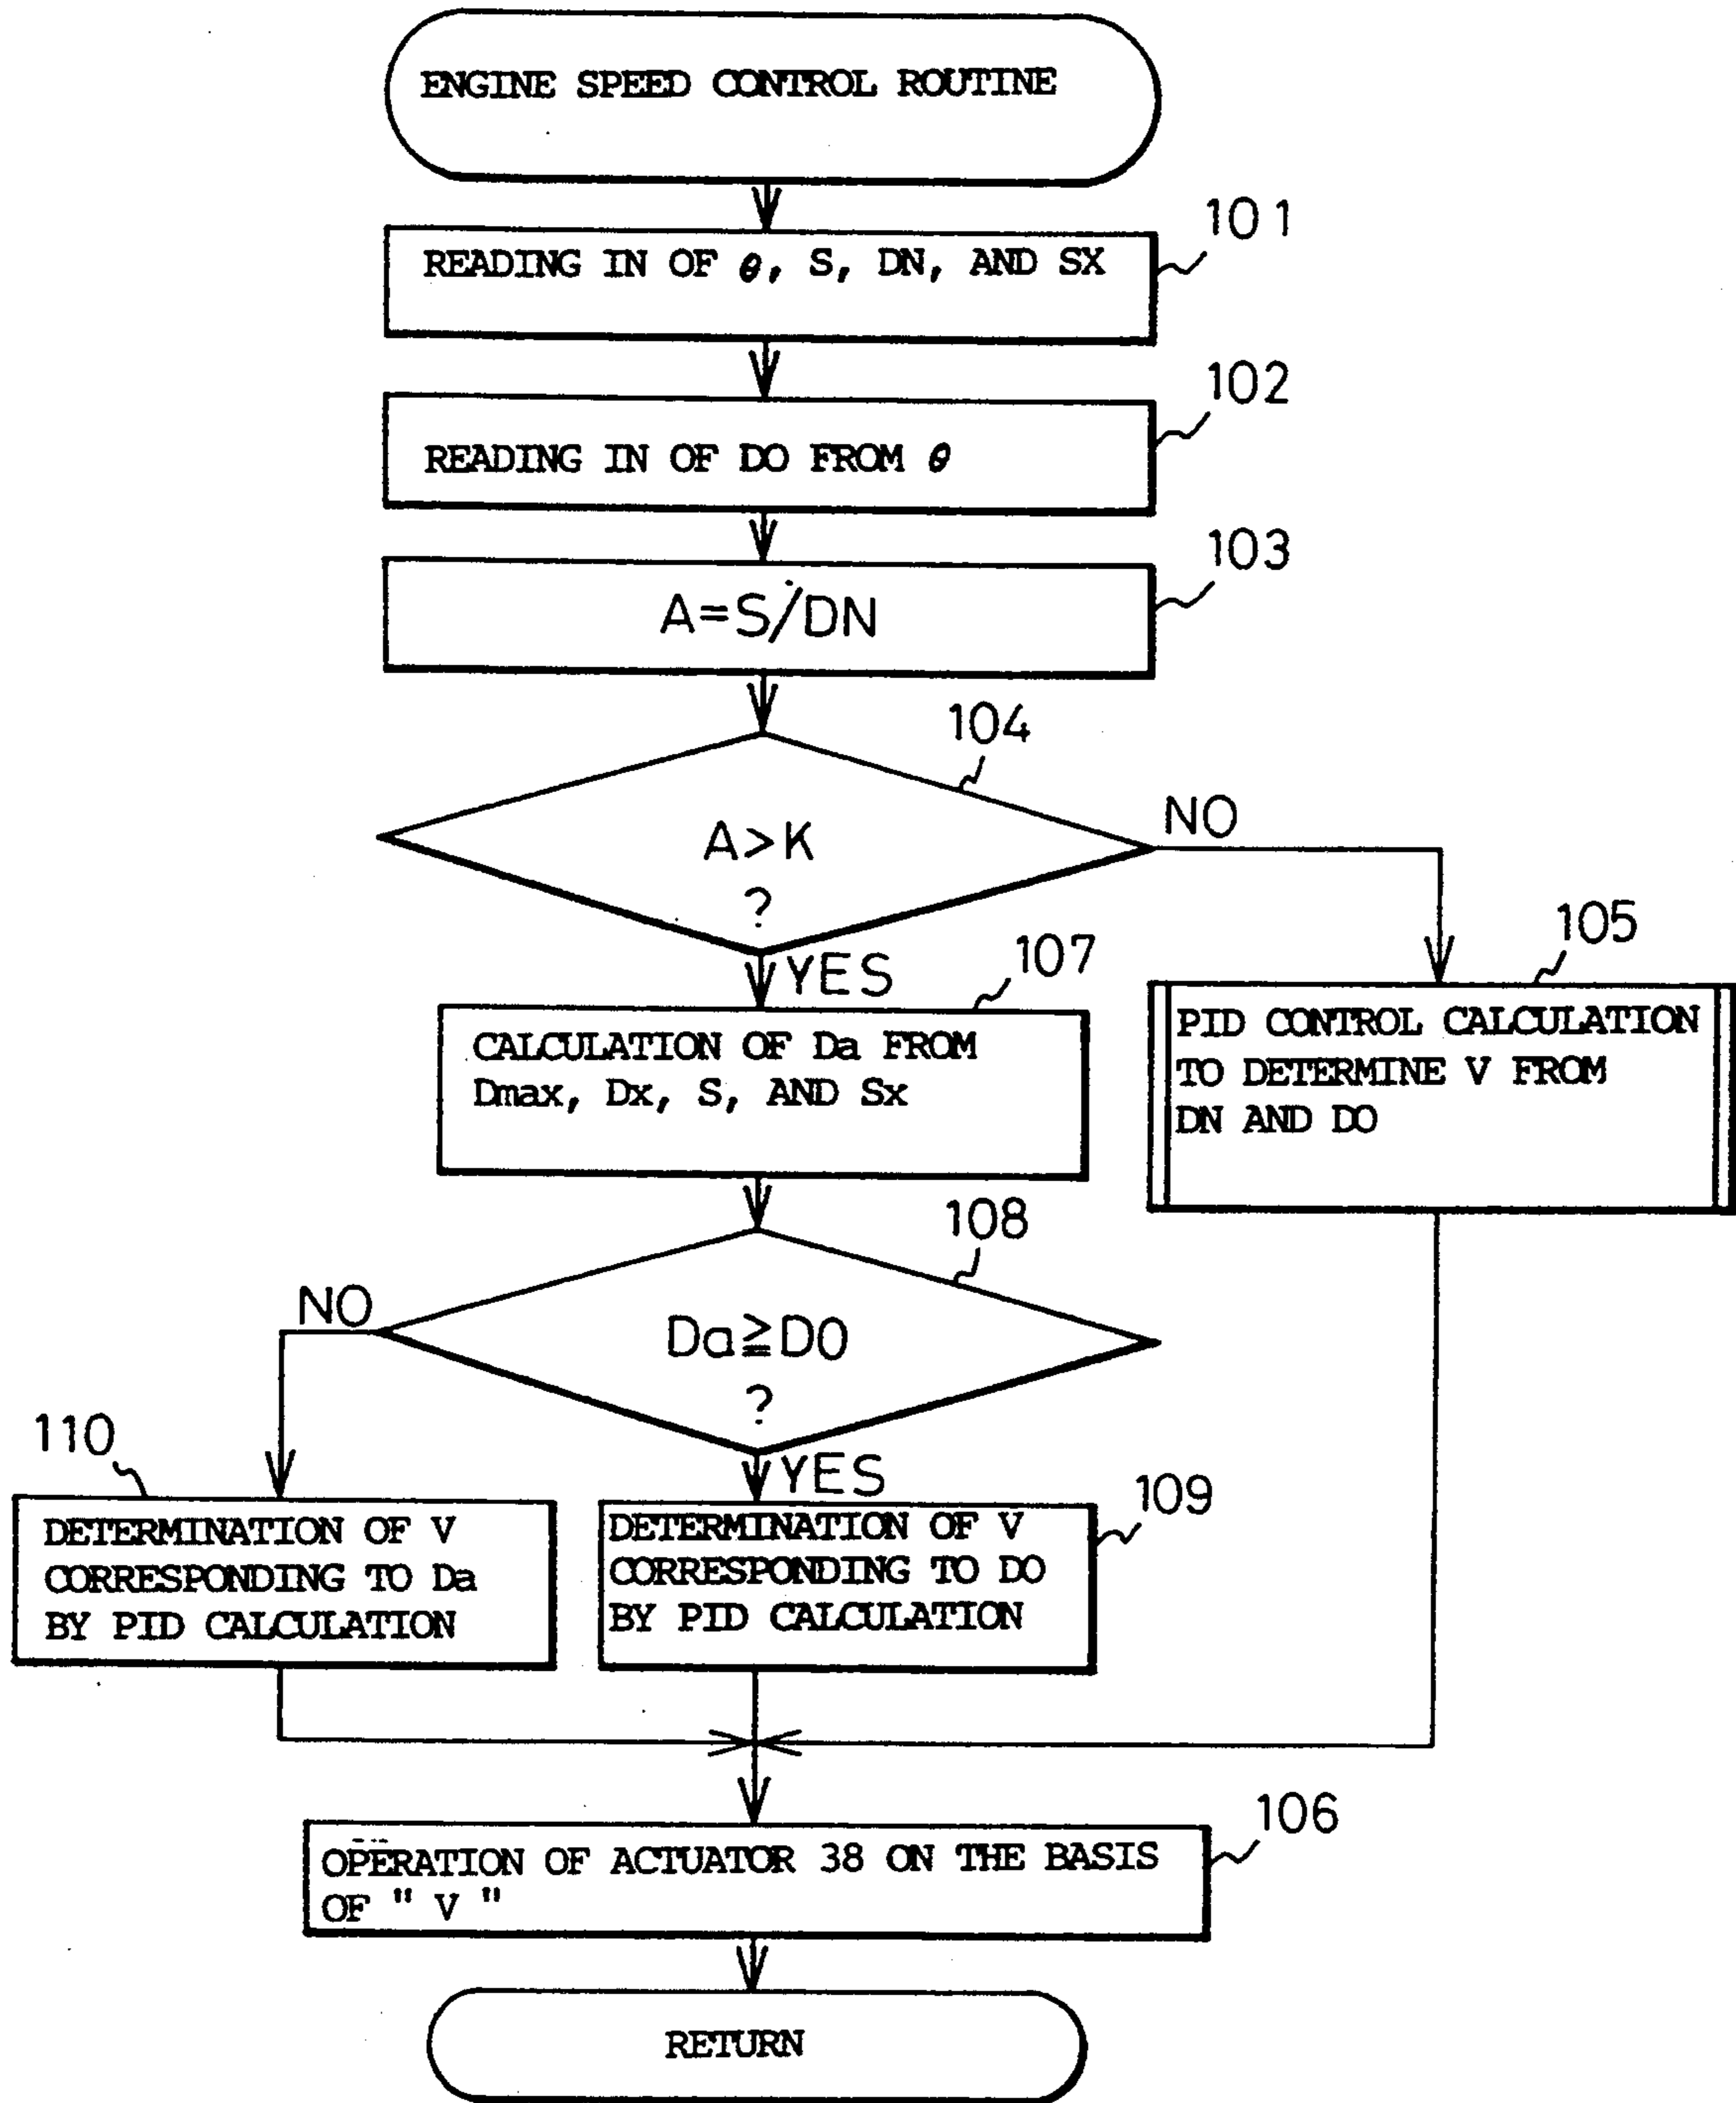 ENGINE SPEED CONTROL ROUTINE
101
READING IN OF θ, S, DN, AND SX
102
READING IN OF DO FROM θ
103
A=S/DN
104
A>K
?
NO
YES
105
PID CONTROL CALCULATION
TO DETERMINE V FROM
DN AND DO
107
CALCULATION OF Da FROM
Dmax, Dx, S, AND Sx
108
Da≧DO
?
NO
YES
110
DETERMINATION OF V
CORRESPONDING TO Da
BY PID CALCULATION
109
DETERMINATION OF V
CORRESPONDING TO DO
BY PID CALCULATION
106
OPERATION OF ACTUATOR 38 ON THE BASIS
OF " V "
RETURN